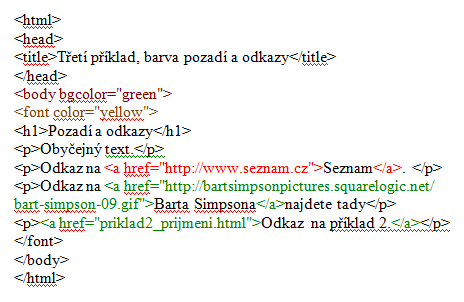 <html>
<head>
<title>Třetí příklad, barva pozadí a odkazy</title>
</head>
<body bgcolor="green">
<font color="yellow">
<h1>Pozadí a odkazy</h1>
<p>Obyčejný text.</p>
<p>Odkaz na <a href="http://www.seznam.cz">Seznam</a>. </p>
<p>Odkaz na <a href="http://bartsimpsonpictures.squarelogic.net/
bart-simpson-09.gif">Barta Simpsona</a>najdete tady</p>
<p><a href="priklad2_prijmeni.html">Odkaz na příklad 2.</a></p>
</font>
</body>
</html>